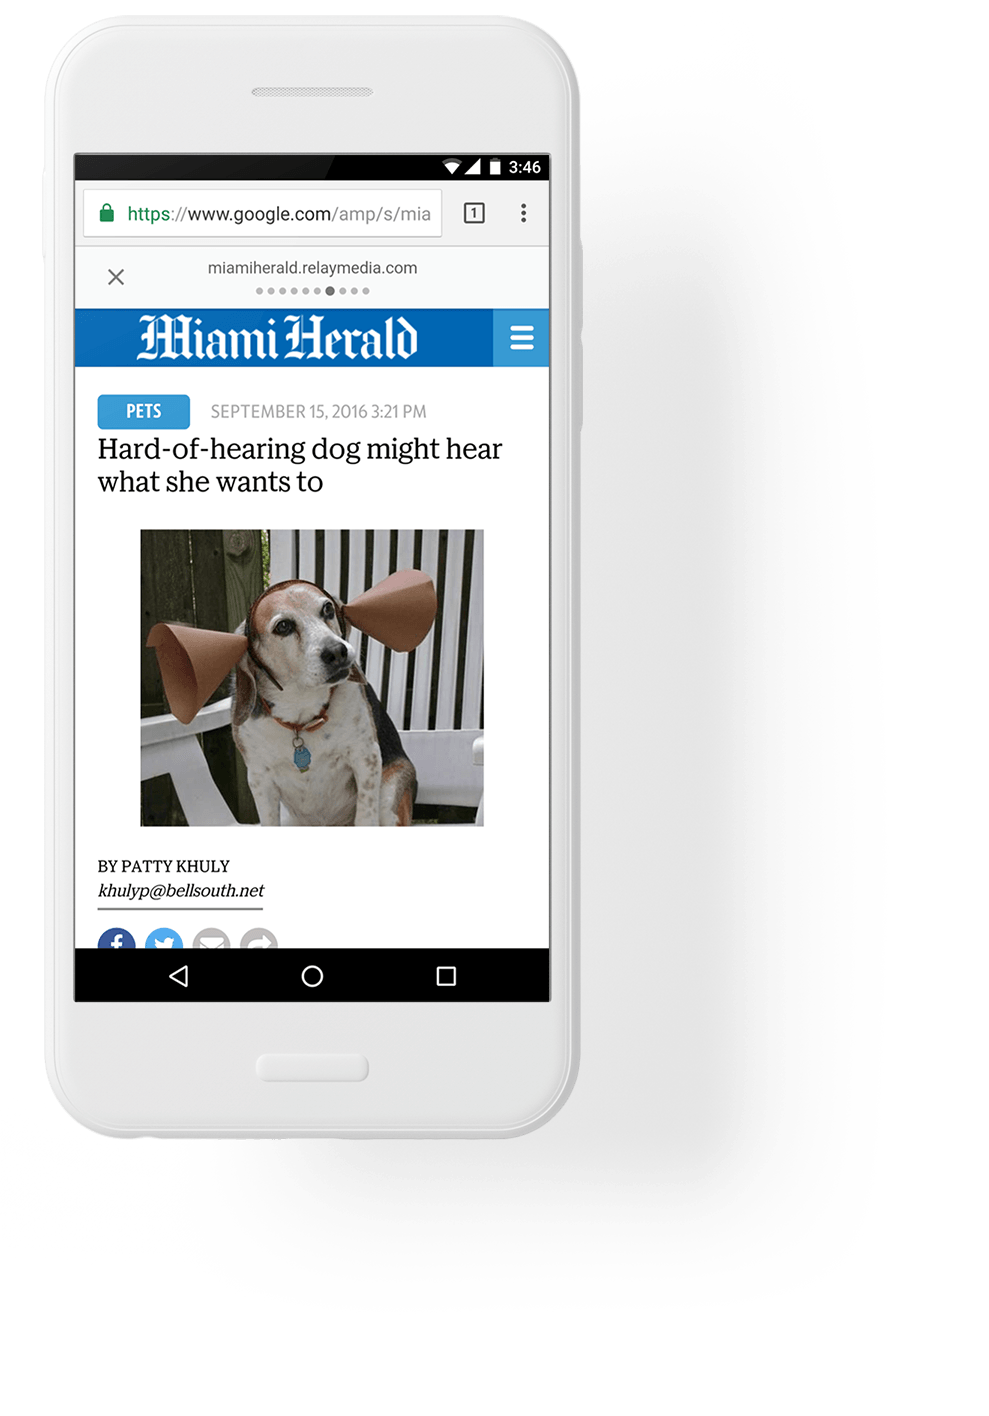 3:46
https://www.google.com/amp/s/mia
1
miamiherald.relaymedia.com
Miami Herald
PETS
SEPTEMBER 15, 2016 3:21 PM
Hard-of-hearing dog might hear
what she wants to
BY PATTY KHULY
khulyp@bellsouth.net